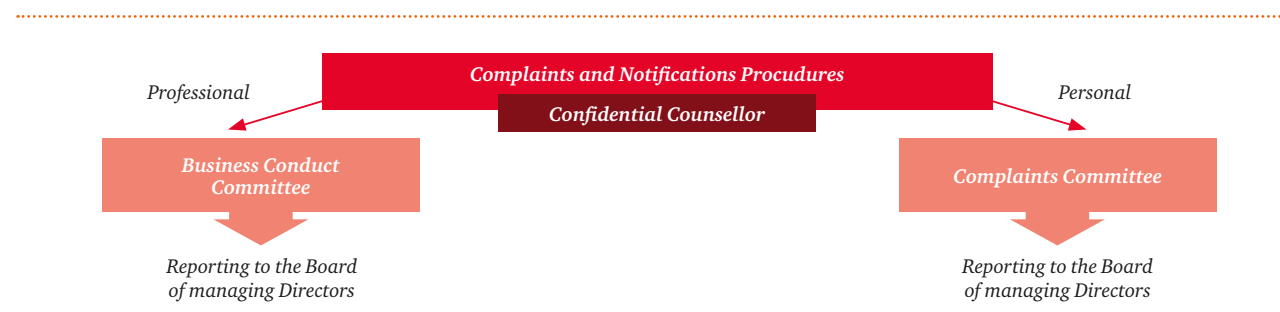 Complaints and Notifications Procudures
Professional
Personal
Confidential Counsellor
Business Conduct
Committee
Complaints Committee
Reporting to the Board
of managing Directors
Reporting to the Board
of managing Directors